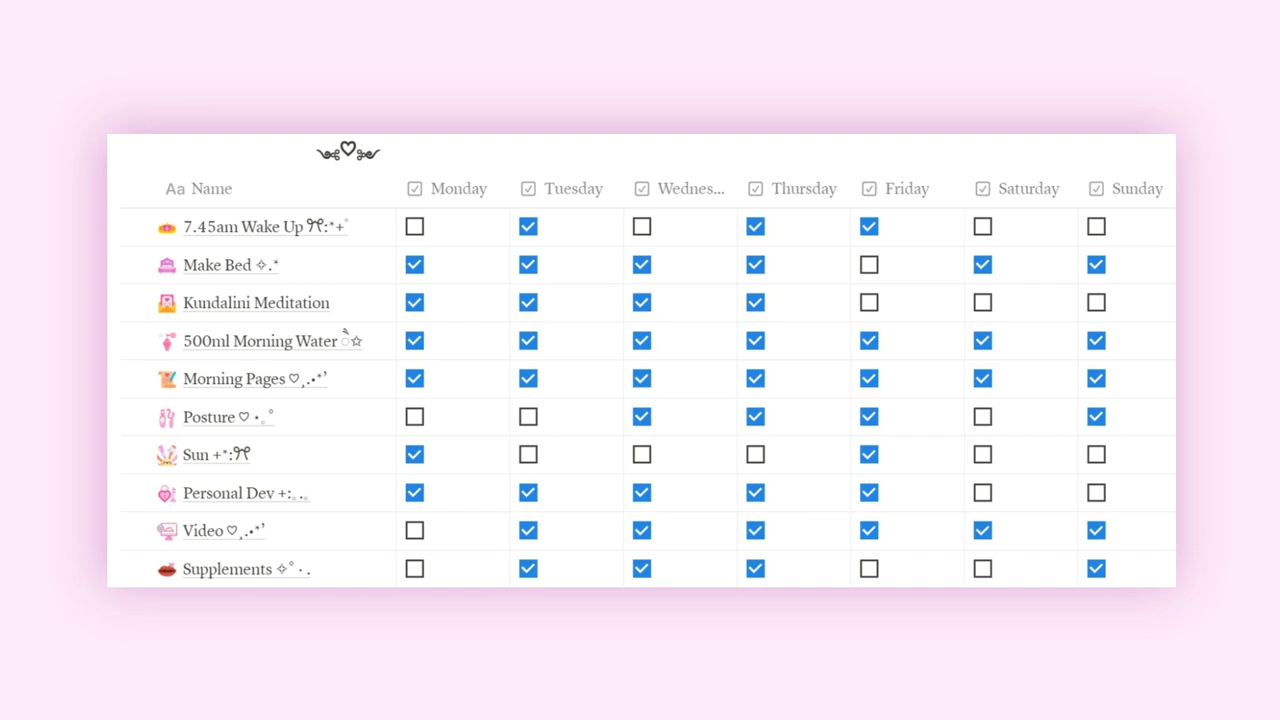 Aa Name Monday Tuesday Wednes... Thursday Friday Saturday Sunday
7.45am Wake Up 𐙚:*+˚
Make Bed ✧.*
Kundalini Meditation
500ml Morning Water ੈ☆
Morning Pages ♡¸.•*’
Posture ♡ ⋆｡˚
Sun +*:𐙚
Personal Dev +:｡.｡
Video ♡¸.•*’
Supplements ✧˚ · .